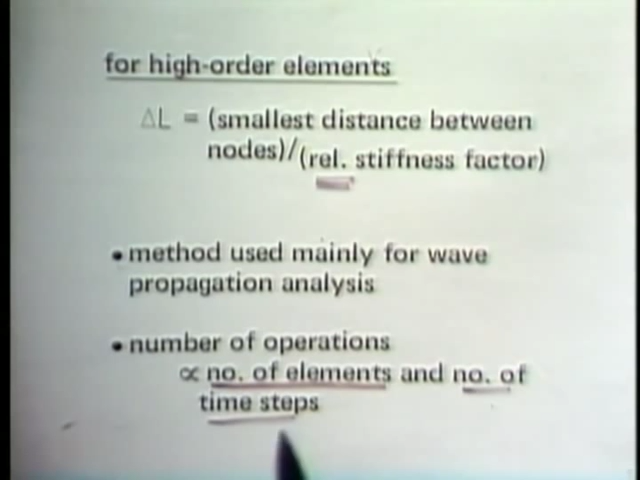 for high-order elements
ΔL = (smallest distance between
nodes)/(rel. stiffness factor)
• method used mainly for wave
propagation analysis
• number of operations
∝ no. of elements and no. of
time steps